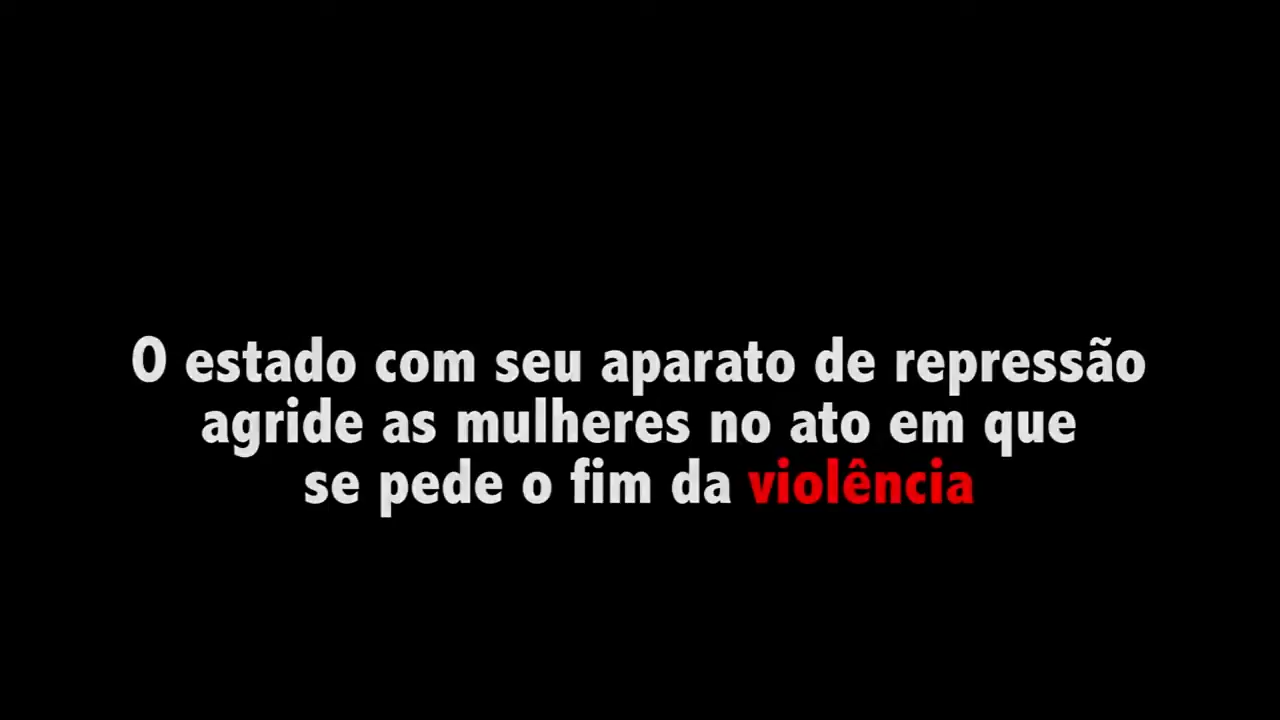 O estado com seu aparato de repressão
agride as mulheres no ato em que
se pede o fim da violência